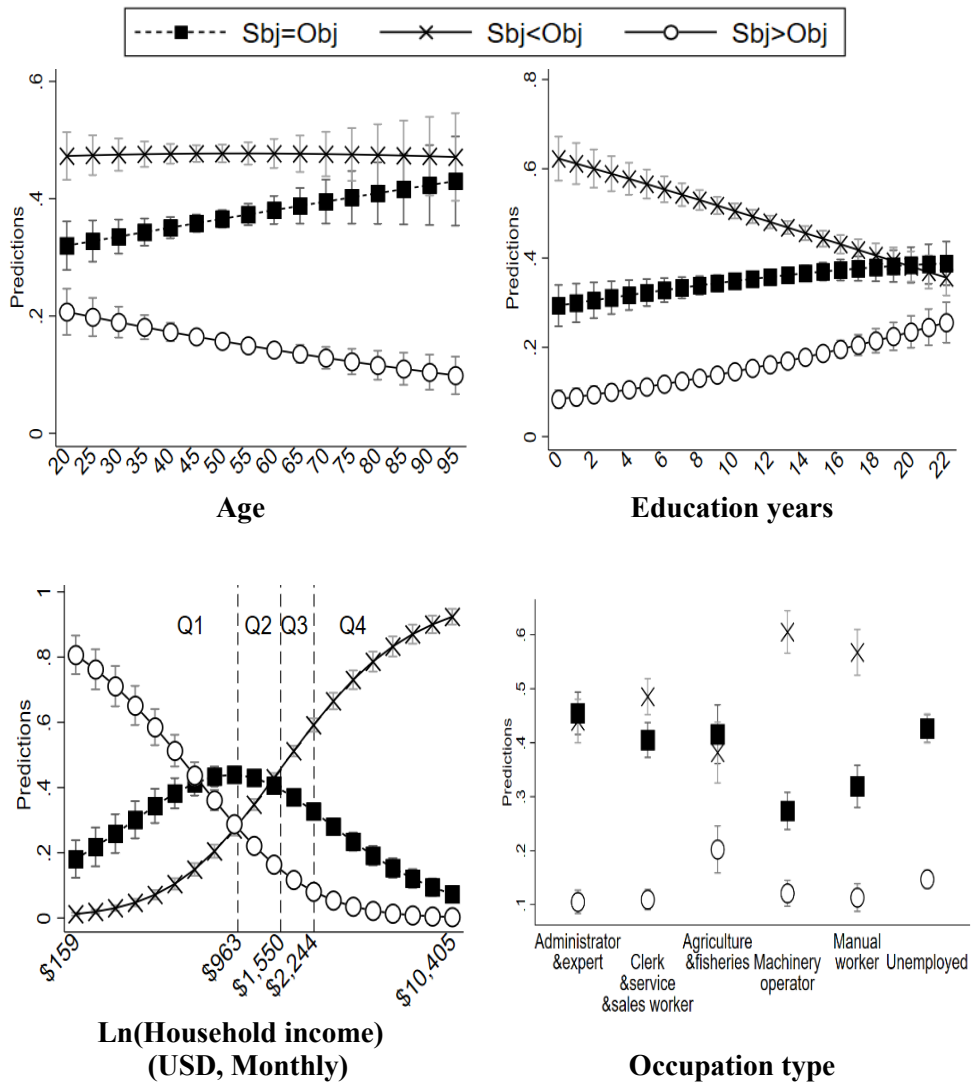 Sbj=Obj Sbj<Obj Sbj>Obj
Predictions
0 .2 .4 .6
20 25 30 35 40 45 50 55 60 65 70 75 80 85 90 95
Age
Predictions
0 .2 .4 .6 .8
0 2 4 6 8 10 12 14 16 18 20 22
Education years
Predictions
0 .2 .4 .6 .8 1
Q1 Q2 Q3 Q4
$159 $963 $1,550 $2,244 $10,405
Ln(Household income)
(USD, Monthly)
Predictions
.1 .2 .3 .4 .5 .6
Administrator
&expert
Clerk
&service
&sales worker
Agriculture
&fisheries
Machinery
operator
Manual
worker
Unemployed
Occupation type